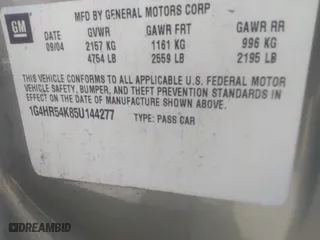 MFD BY GENERAL MOTORS CORP
GM
DATE GVWR GAWR FRT GAWR RR
09/04 2157 KG 1161 KG 996 KG
4754 LB 2559 LB 2195 LB
THIS VEHICLE CONFORMS TO ALL APPLICABLE U.S. FEDERAL MOTOR
VEHICLE SAFETY, BUMPER, AND THEFT PREVENTION STANDARDS
IN EFFECT ON THE DATE OF MANUFACTURE SHOWN ABOVE.
1G4HR54K85U144277 TYPE: PASS CAR
DREAMBID